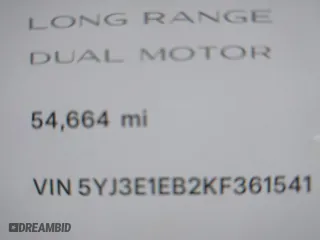 LONG RANGE
DUAL MOTOR
54,664 mi
VIN 5YJ3E1EB2KF361541
DREAMBID